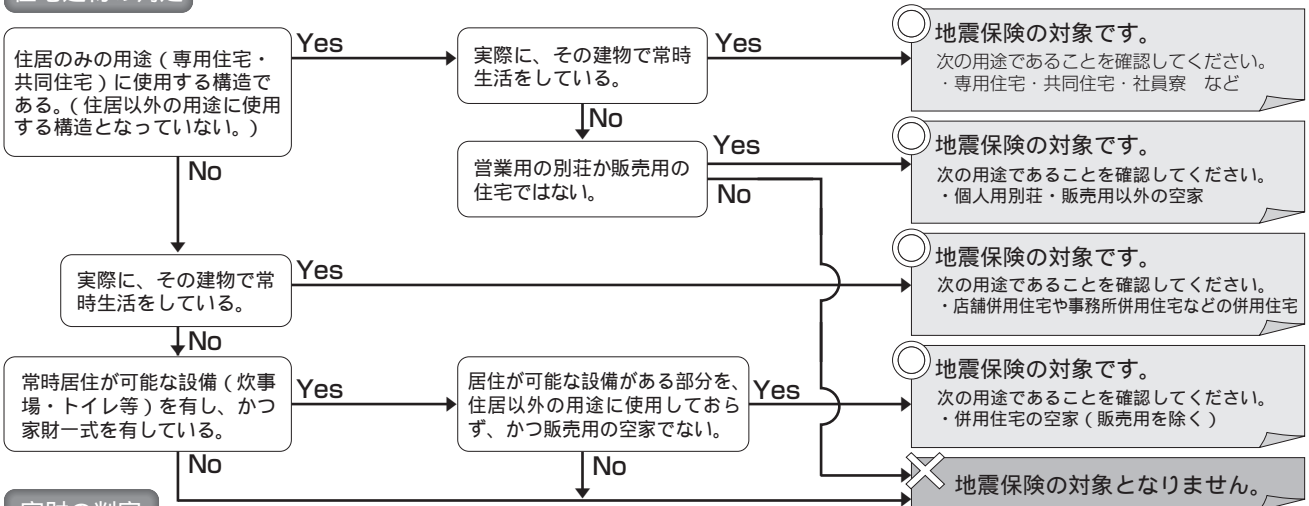 住居のみの用途(専用住宅・
共同住宅)に使用する構造で
ある。(住居以外の用途に使用
する構造となっていない。)
Yes
実際に、その建物で常時
生活をしている。
Yes
地震保険の対象です。
次の用途であることを確認してください。
・専用住宅・共同住宅・社員寮 など
No
No
営業用の別荘か販売用の
住宅ではない。
Yes
No
地震保険の対象です。
次の用途であることを確認してください。
・個人用別荘・販売用以外の空家
実際に、その建物で常
時生活をしている。
Yes
地震保険の対象です。
次の用途であることを確認してください。
・店舗併用住宅や事務所併用住宅などの併用住宅
No
常時居住が可能な設備(炊事
場・トイレ等)を有し、かつ
家財一式を有している。
Yes
居住が可能な設備がある部分を、
住居以外の用途に使用しておら
ず、かつ販売用の空家でない。
Yes
地震保険の対象です。
次の用途であることを確認してください。
・併用住宅の空家(販売用を除く)
No
No
地震保険の対象となりません。